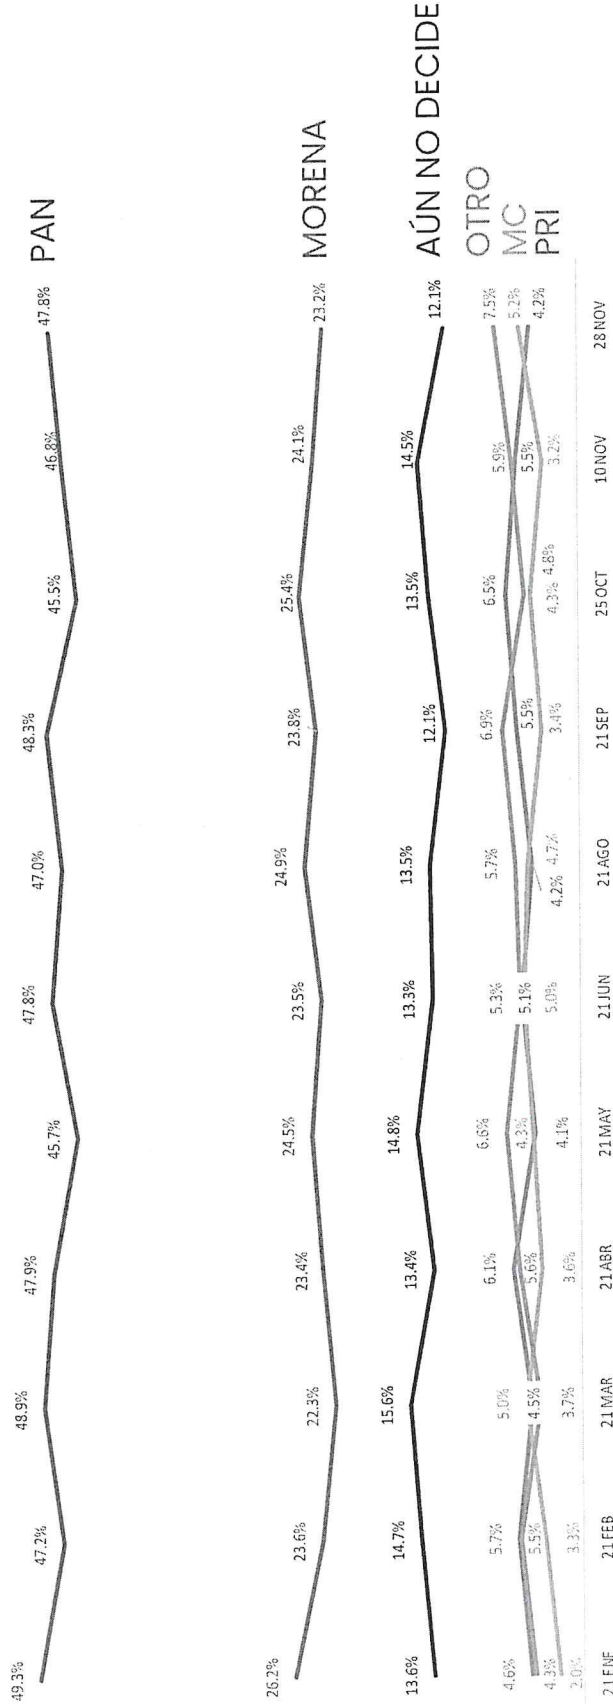 49.3% 47.2% 48.9% 47.9% 45.7% 47.8% 47.0% 48.3% 45.5% 46.8% 47.8% PAN
26.2% 23.6% 22.3% 23.4% 24.5% 23.5% 24.9% 23.8% 25.4% 24.1% 23.2% MORENA
13.6% 14.7% 15.6% 13.4% 14.8% 13.3% 13.5% 12.1% 13.5% 14.5% 12.1% AÚN NO DECIDE
4.6% 5.7% 5.0% 6.1% 6.6% 5.3% 5.7% 6.9% 6.5% 5.9% 7.5% OTRO
4.3% 5.5% 4.5% 5.6% 4.3% 5.1% 4.7% 5.5% 4.8% 5.5% 5.2% MC
2.0% 3.3% 3.7% 3.6% 4.1% 5.0% 4.2% 3.4% 4.3% 3.2% 4.2% PRI
21 ENE 21 FEB 21 MAR 21 ABR 21 MAY 21 JUN 21 AGO 21 SEP 25 OCT 10 NOV 28 NOV